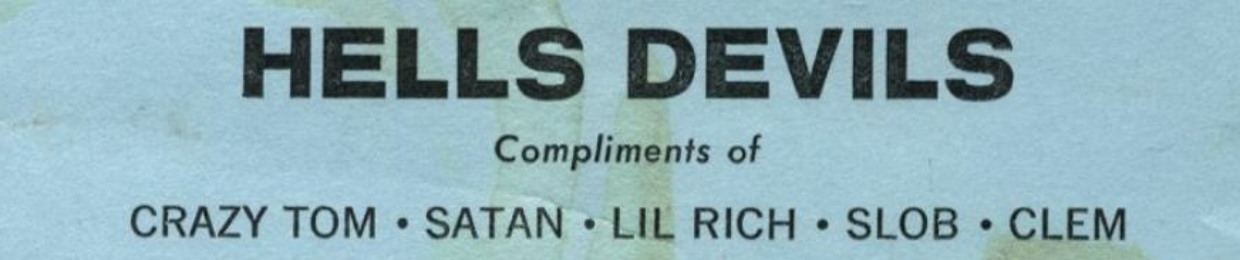 HELLS DEVILS
Compliments of
CRAZY TOM • SATAN • LIL RICH • SLOB • CLEM